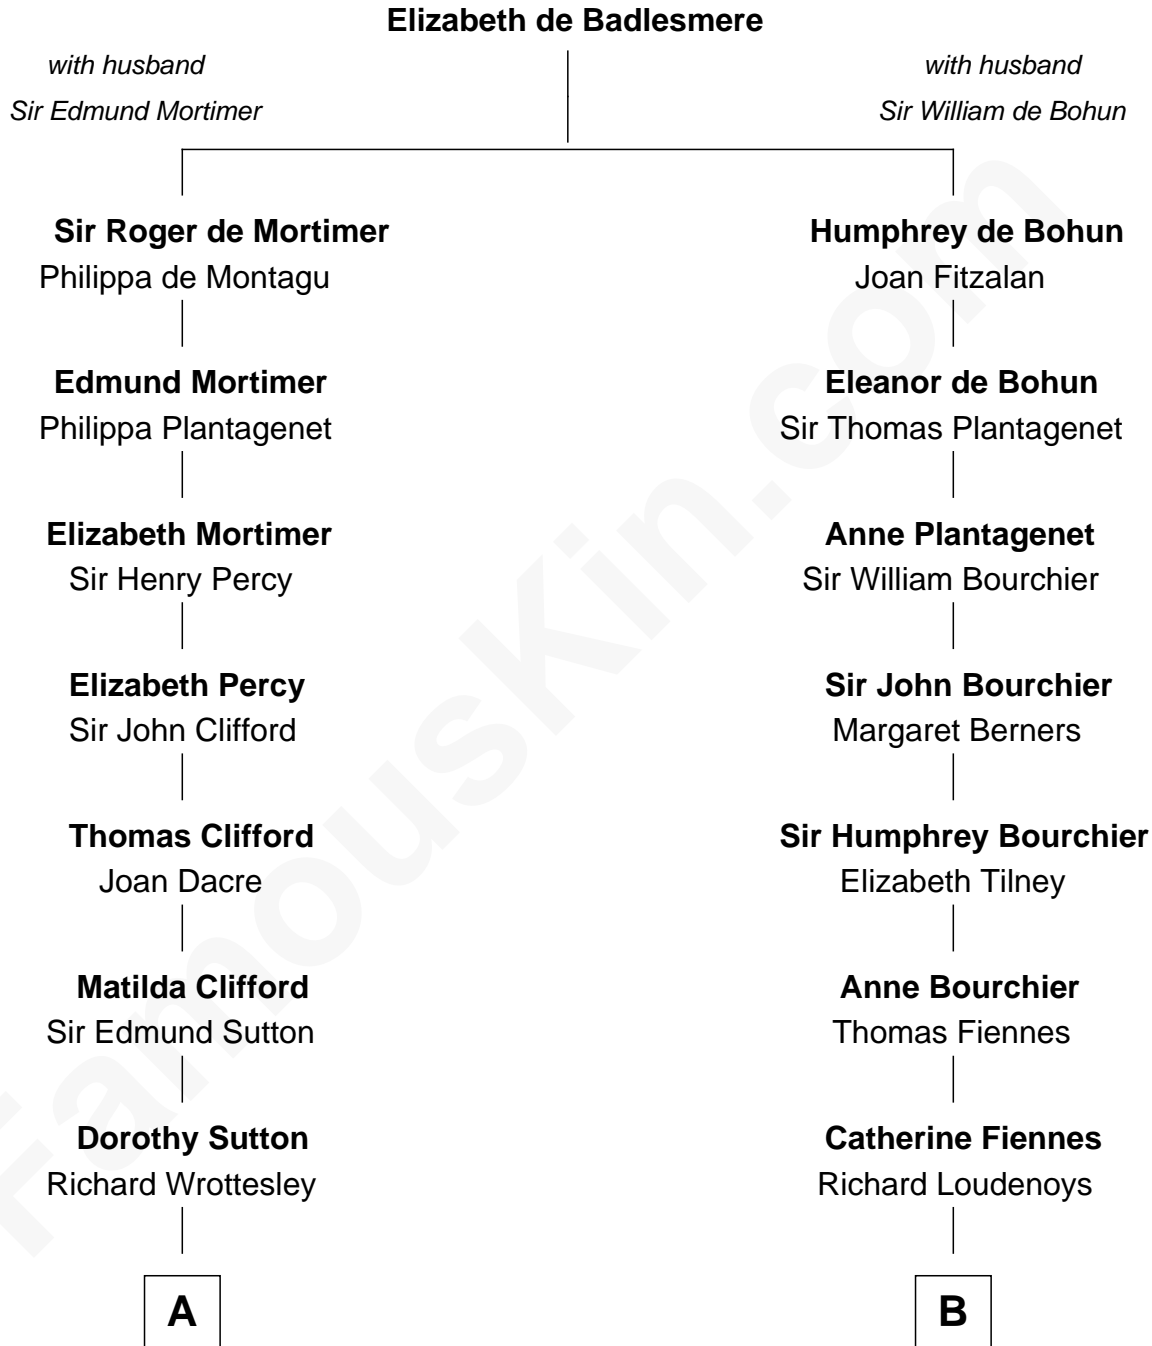 Elizabeth de Badlesmere
with husband
Sir Edmund Mortimer
with husband
Sir William de Bohun
Sir Roger de Mortimer
Philippa de Montagu
Humphrey de Bohun
Joan Fitzalan
Edmund Mortimer
Philippa Plantagenet
Eleanor de Bohun
Sir Thomas Plantagenet
Elizabeth Mortimer
Sir Henry Percy
Anne Plantagenet
Sir William Bourchier
Elizabeth Percy
Sir John Clifford
Sir John Bourchier
Margaret Berners
Thomas Clifford
Joan Dacre
Sir Humphrey Bourchier
Elizabeth Tilney
Matilda Clifford
Sir Edmund Sutton
Anne Bourchier
Thomas Fiennes
Dorothy Sutton
Richard Wrottesley
Catherine Fiennes
Richard Loudenoys
A
B
FamousKin.com